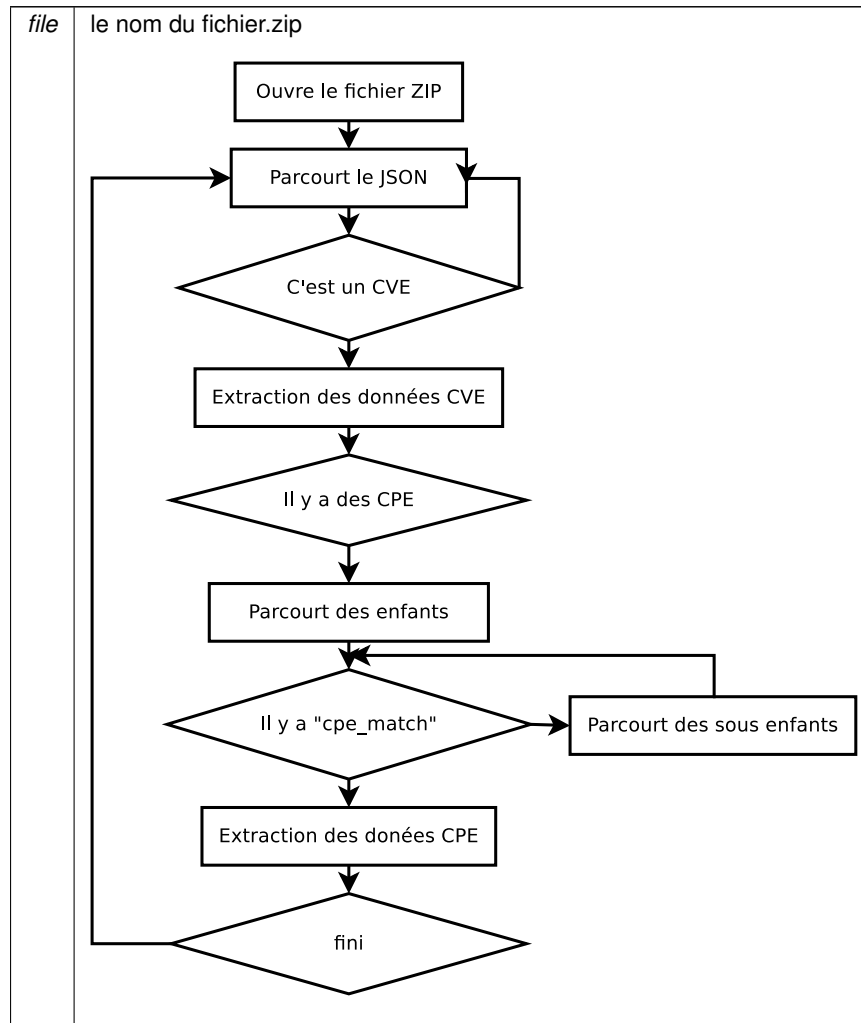 file le nom du fichier.zip
Ouvre le fichier ZIP
Parcourt le JSON
C'est un CVE
Extraction des données CVE
Il y a des CPE
Parcourt des enfants
Il y a "cpe_match"
Parcourt des sous enfants
Extraction des donées CPE
fini